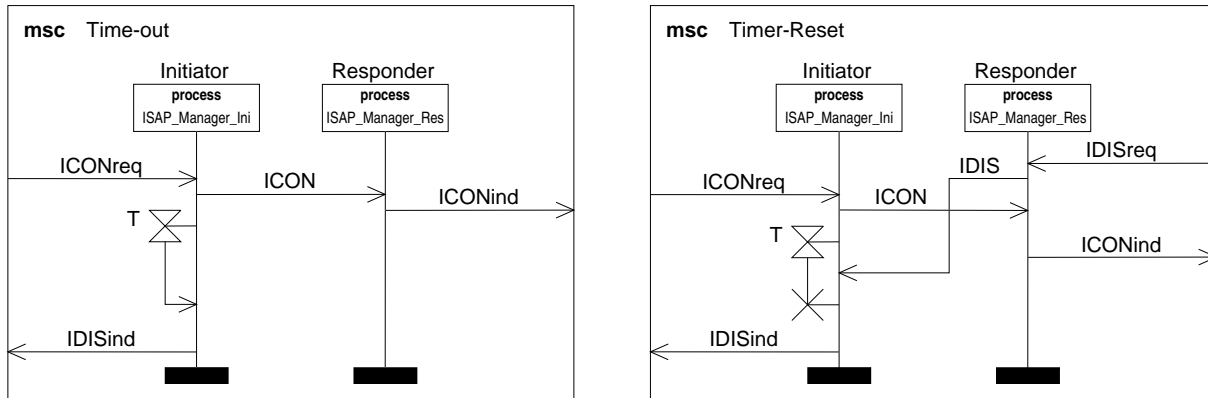 msc Time-out
Initiator Responder
process process
ISAP_Manager_Ini ISAP_Manager_Res
ICONreq
ICON
ICONind
T
IDISind
msc Timer-Reset
Initiator Responder
process process
ISAP_Manager_Ini ISAP_Manager_Res
IDISreq
IDIS
ICONreq
ICON
T
ICONind
IDISind